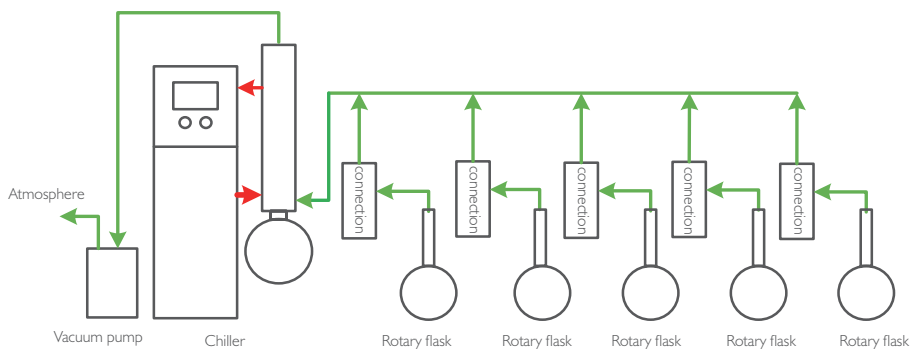 connection
connection
connection
connection
connection
Atmosphere
Vacuum pump
Chiller
Rotary flask
Rotary flask
Rotary flask
Rotary flask
Rotary flask